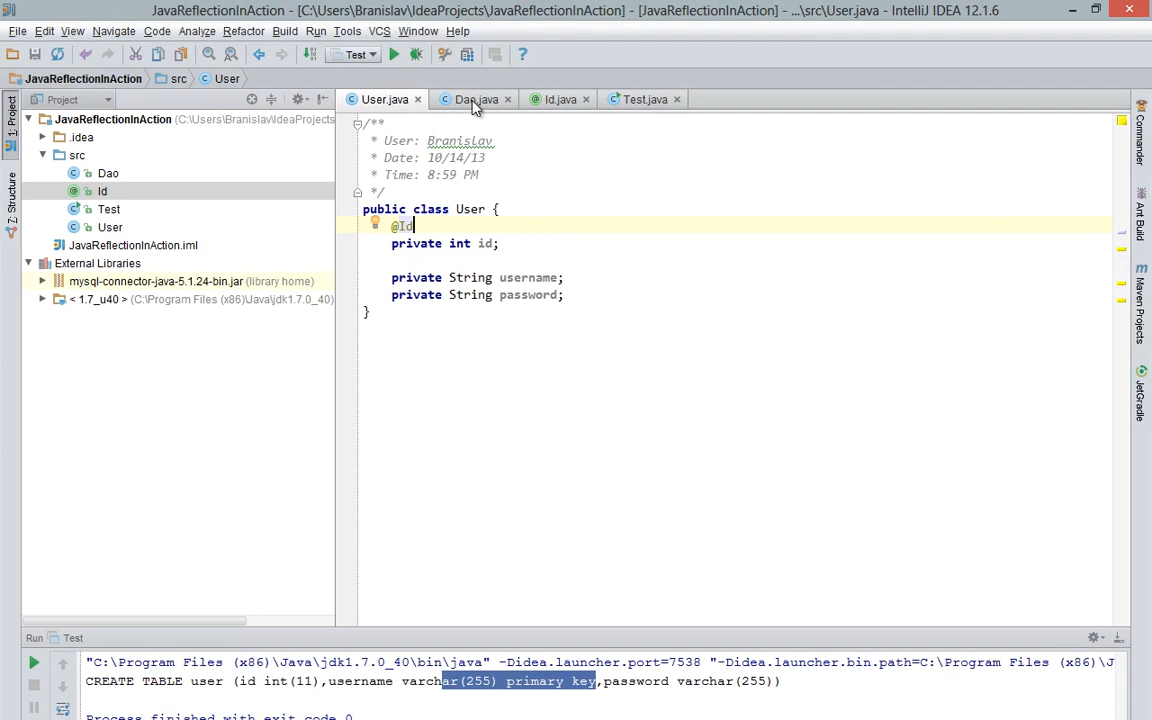 JavaReflectionInAction - [C:\Users\Branislav\IdeaProjects\JavaReflectionInAction] - [JavaReflectionInAction] - ...\src\User.java - IntelliJ IDEA 12.1.6
File Edit View Navigate Code Analyze Refactor Build Run Tools VCS Window Help
Test
JavaReflectionInAction src User
Project
User.java Dao.java Id.java Test.java
1: Project
Z: Structure
JavaReflectionInAction (C:\Users\Branislav\IdeaProjects
.idea
src
Dao
Id
Test
User
JavaReflectionInAction.iml
External Libraries
mysql-connector-java-5.1.24-bin.jar (library home)
< 1.7_u40 > (C:\Program Files (x86)\Java\jdk1.7.0_40)
/**
* User: Branislav
* Date: 10/14/13
* Time: 8:59 PM
*/
public class User {
@Id
private int id;
private String username;
private String password;
}
Commander
Ant Build
Maven Projects
JetGradle
Run Test
"C:\Program Files (x86)\Java\jdk1.7.0_40\bin\java" -Didea.launcher.port=7538 "-Didea.launcher.bin.path=C:\Program Files (x86)\J
CREATE TABLE user (id int(11),username varchar(255) primary key,password varchar(255))
Process finished with exit code 0